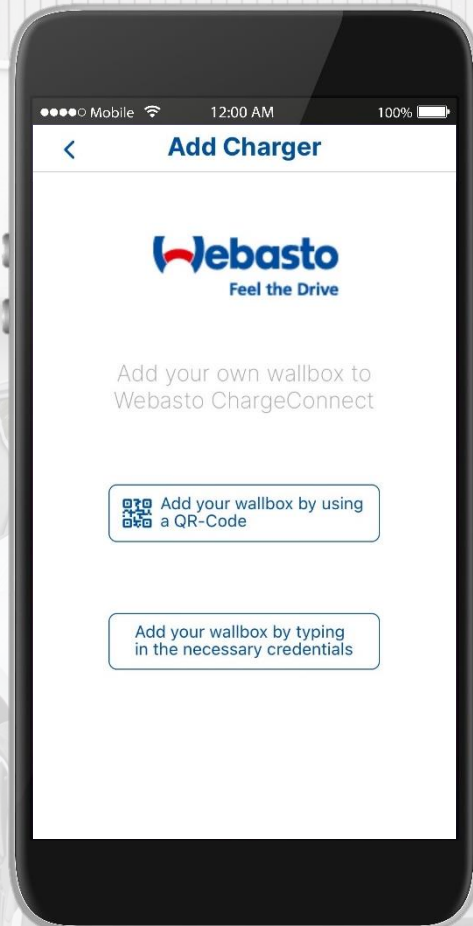 Mobile 12:00 AM 100%
Add Charger
Webasto
Feel the Drive
Add your own wallbox to
Webasto ChargeConnect
Add your wallbox by using
a QR-Code
Add your wallbox by typing
in the necessary credentials